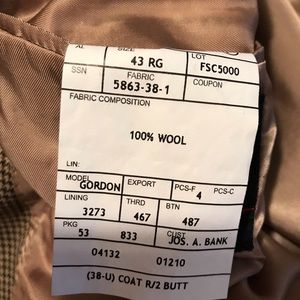 XL SIZE LOT
43 RG FSC5000
SSN FABRIC COUPON
5863-38-1
FABRIC COMPOSITION
100% WOOL
LIN:
MODEL EXPORT PCS-F PCS-C
GORDON 4
LINING THIRD BTN
3273 467 487
PKG CUST
53 833 JOS. A. BANK
04132 01210
(38-U) COAT R/2 BUTT